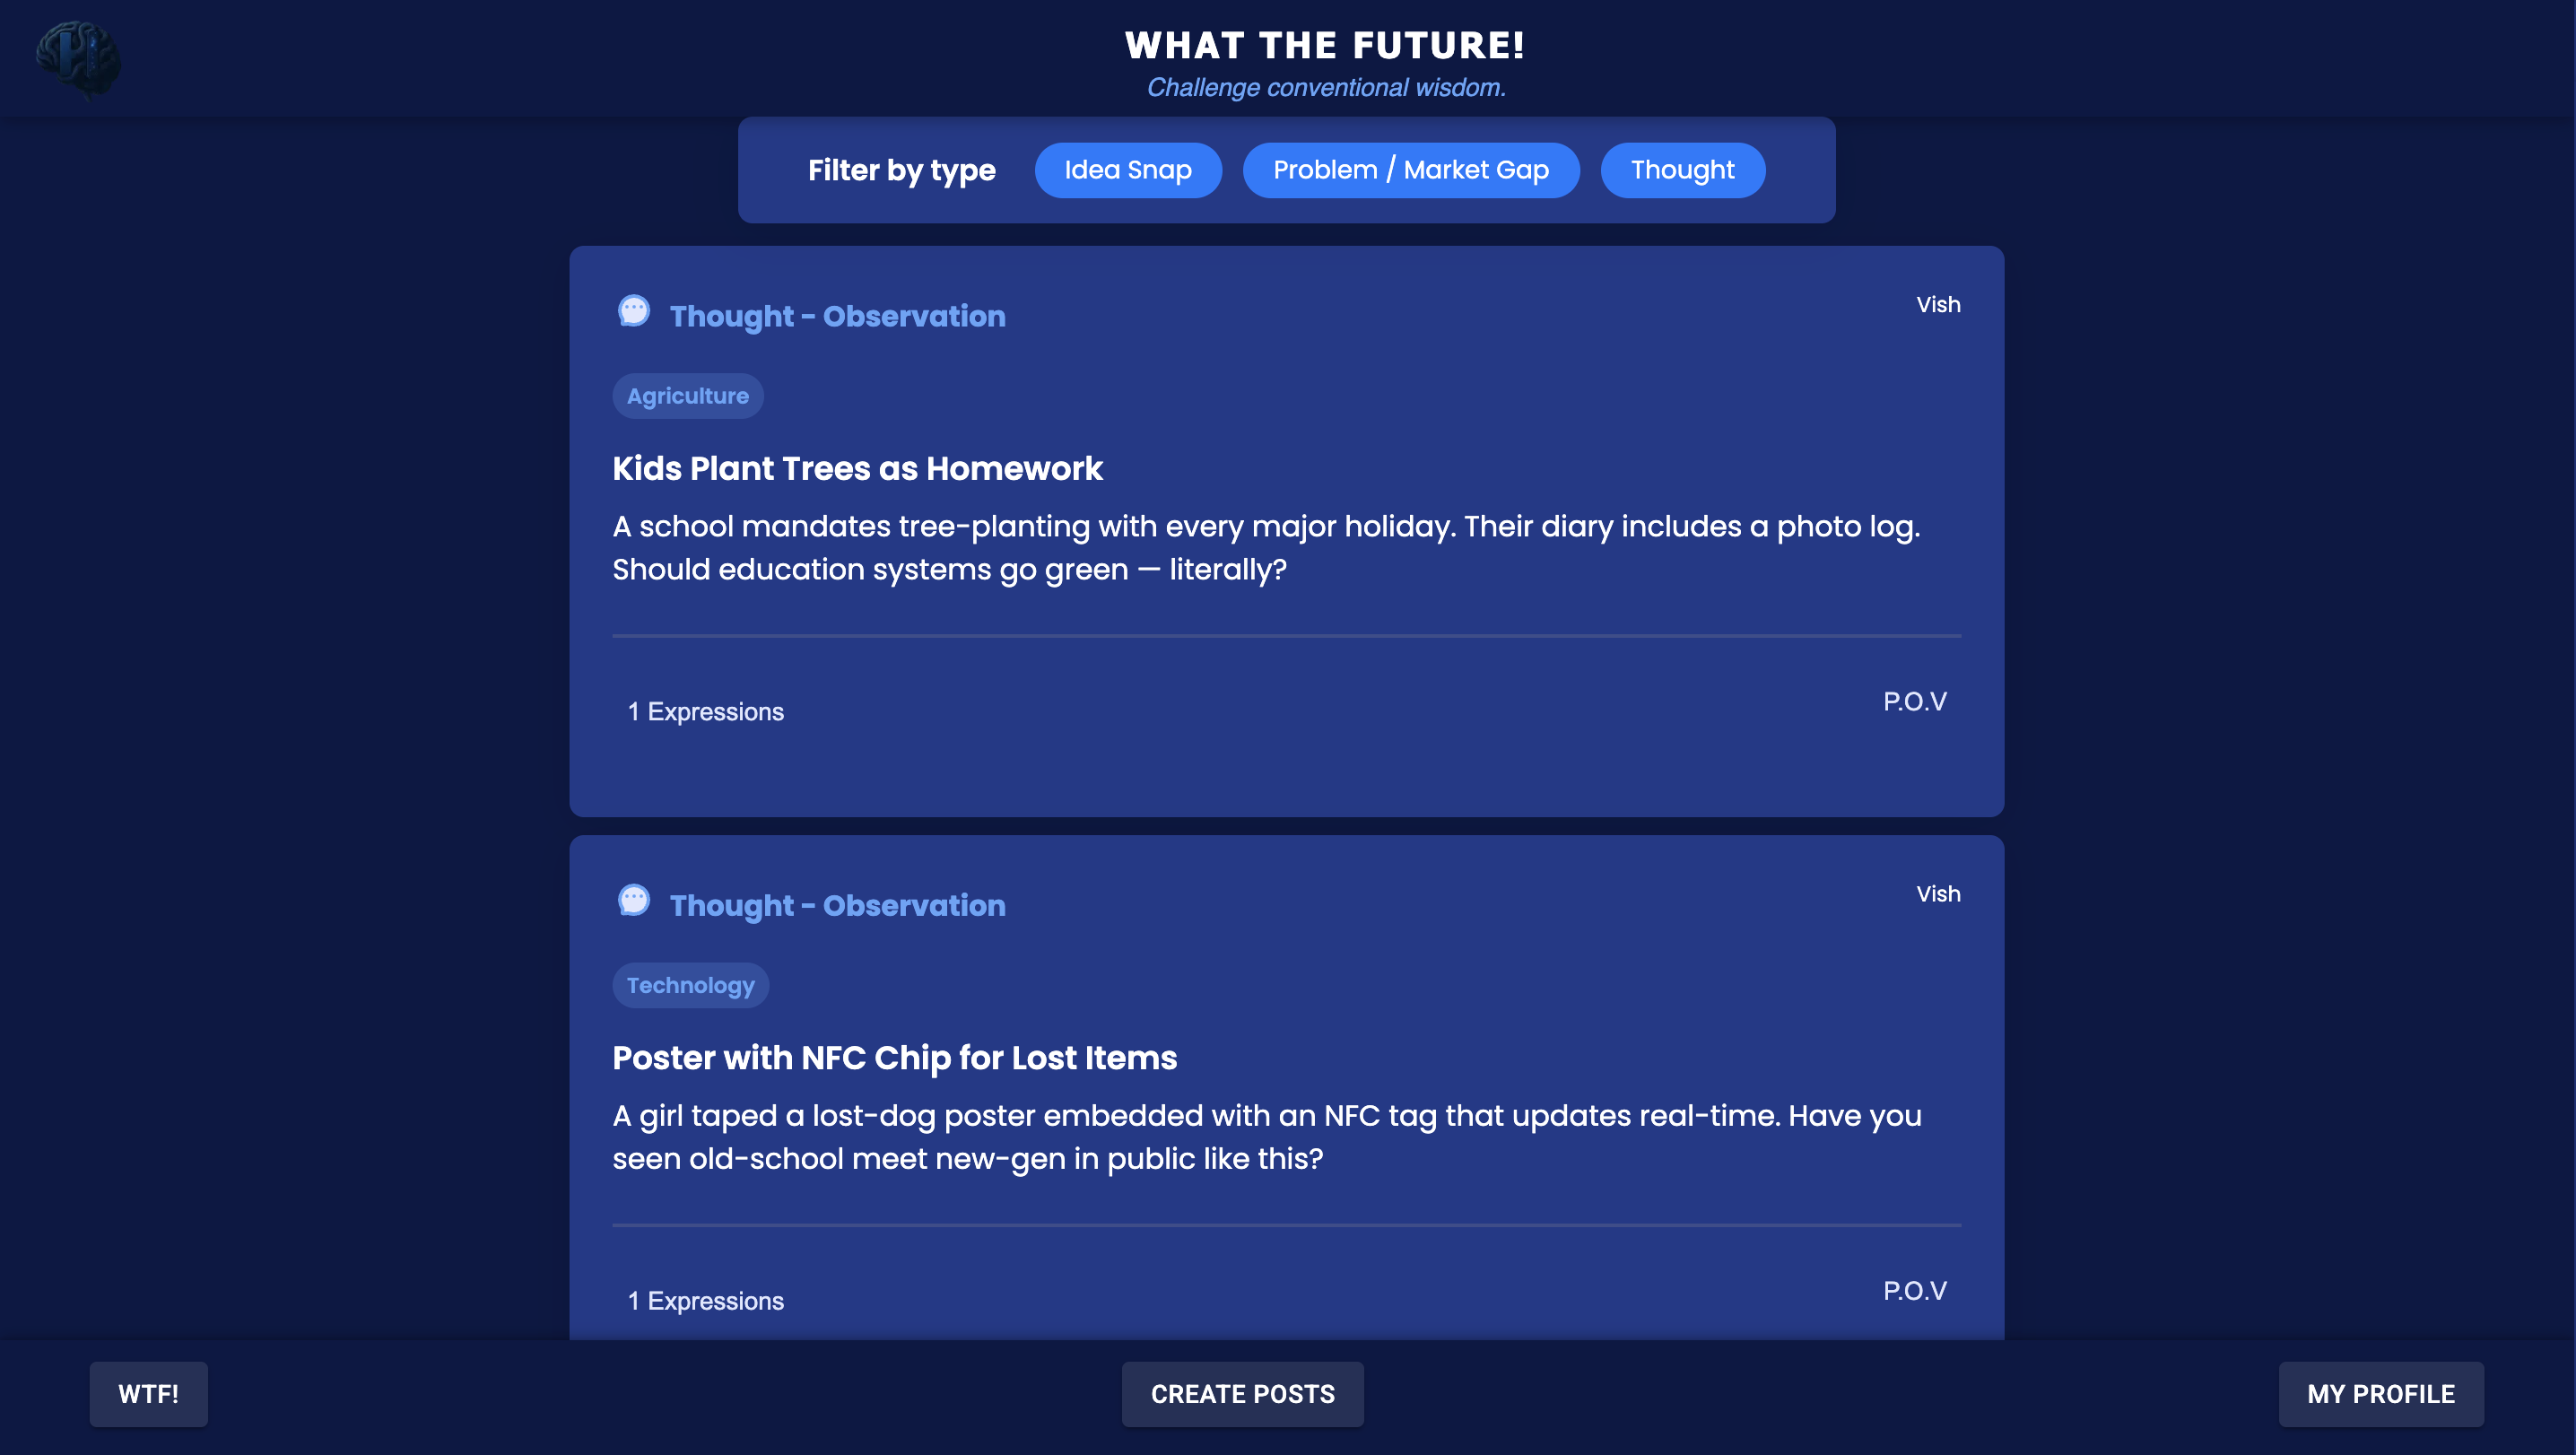 HI
WHAT THE FUTURE!
Challenge conventional wisdom.
Filter by type
Idea Snap
Problem / Market Gap
Thought
Thought - Observation
Vish
Agriculture
Kids Plant Trees as Homework
A school mandates tree-planting with every major holiday. Their diary includes a photo log.
Should education systems go green — literally?
1 Expressions
P.O.V
Thought - Observation
Vish
Technology
Poster with NFC Chip for Lost Items
A girl taped a lost-dog poster embedded with an NFC tag that updates real-time. Have you
seen old-school meet new-gen in public like this?
1 Expressions
P.O.V
WTF!
CREATE POSTS
MY PROFILE